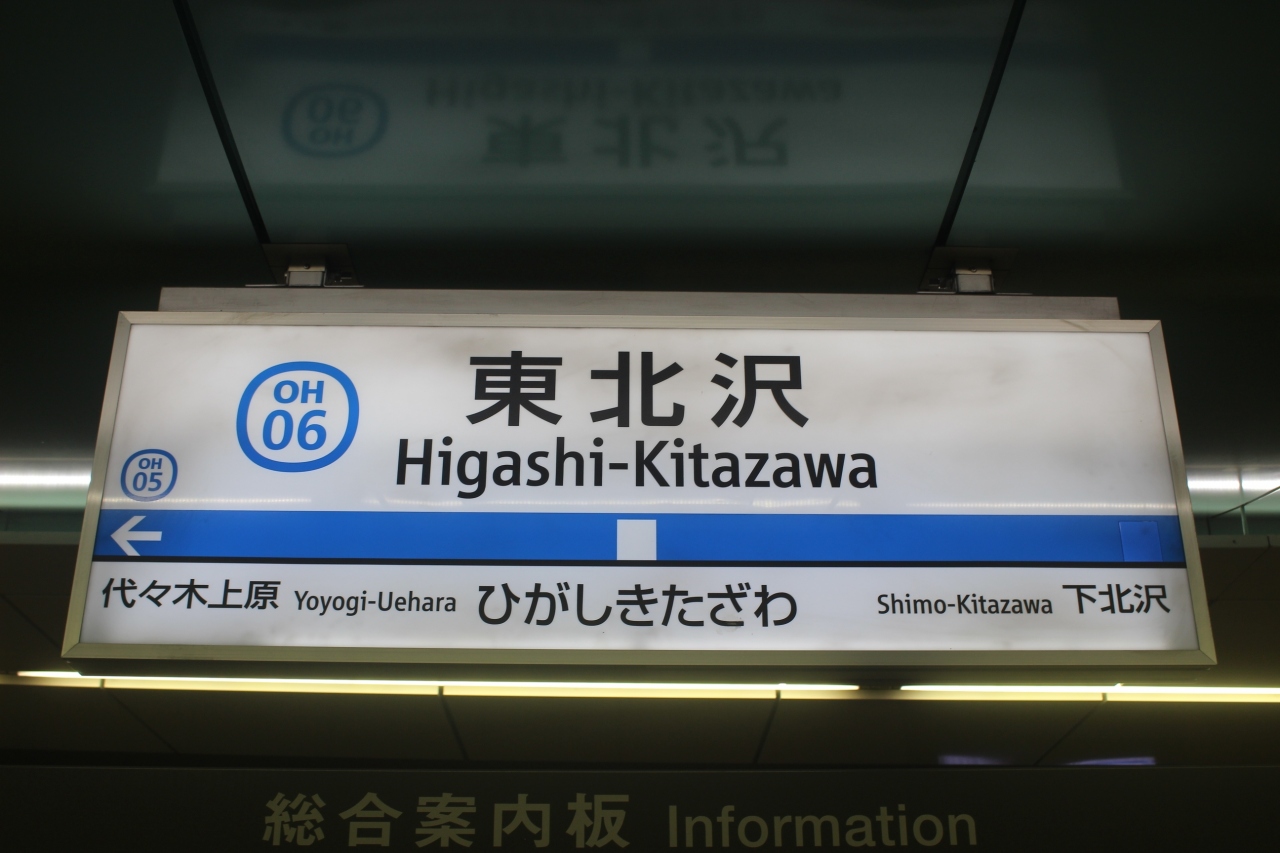 OH
06
東北沢
Higashi-Kitazawa
OH
05
代々木上原 Yoyogi-Uehara ひがしきたざわ Shimo-Kitazawa 下北沢
総合案内板 Information